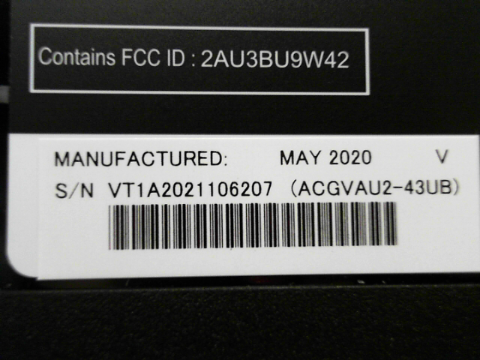 Contains FCC ID : 2AU3BU9W42
MANUFACTURED: MAY 2020 V
S/N VT1A2021106207 (ACGVAU2-43UB)